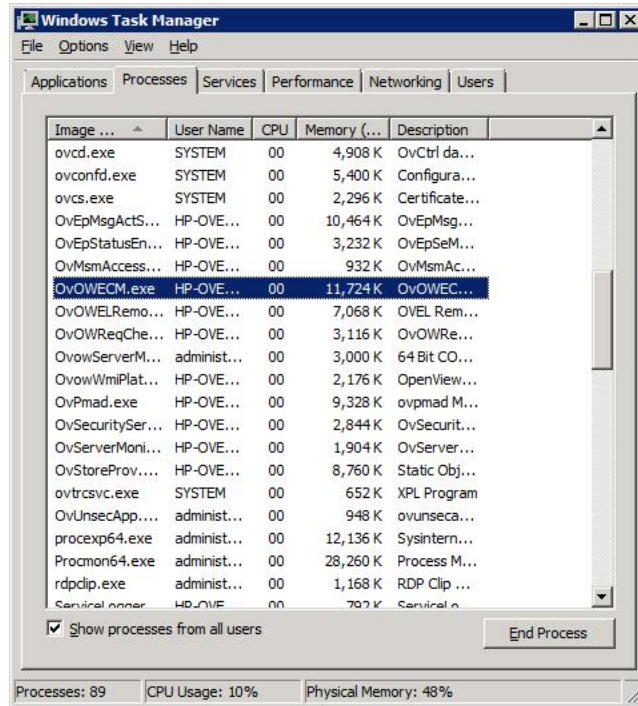 Windows Task Manager
File Options View Help
Applications Processes Services Performance Networking Users
Image ... User Name CPU Memory (... Description
ovcd.exe SYSTEM 00 4,908 K OvCtrl da...
ovconfd.exe SYSTEM 00 5,400 K Configura...
ovcs.exe SYSTEM 00 2,296 K Certificate...
OvEpMsgActS... HP-OVE... 00 10,464 K OvEpMsg...
OvEpStatusEn... HP-OVE... 00 3,232 K OvEpSeM...
OvMsmAccess... HP-OVE... 00 932 K OvMsmAc...
OvOWECM.exe HP-OVE... 00 11,724 K OvOWEC...
OvOWELRemo... HP-OVE... 00 7,068 K OVEL Rem...
OvOWReqChe... HP-OVE... 00 3,116 K OvOWRe...
OvowServerM... administ... 00 3,000 K 64 Bit CO...
OvowWmiPlat... HP-OVE... 00 2,176 K OpenView...
OvPmad.exe HP-OVE... 00 9,328 K ovpmad M...
OvSecuritySer... HP-OVE... 00 2,844 K OvSecurit...
OvServerMoni... HP-OVE... 00 1,904 K OvServer...
OvStoreProv.... HP-OVE... 00 8,760 K Static Obj...
ovtrcsvc.exe SYSTEM 00 652 K XPL Program
OvUnsecApp.... administ... 00 948 K ovunseca...
procexp64.exe administ... 00 12,136 K Sysintern...
Procmon64.exe administ... 00 28,260 K Process M...
rdpclip.exe administ... 00 1,168 K RDP Clip ...
ServiceLogger HP-OVE 00 792 K ServiceLo
Show processes from all users End Process
Processes: 89 CPU Usage: 10% Physical Memory: 48%